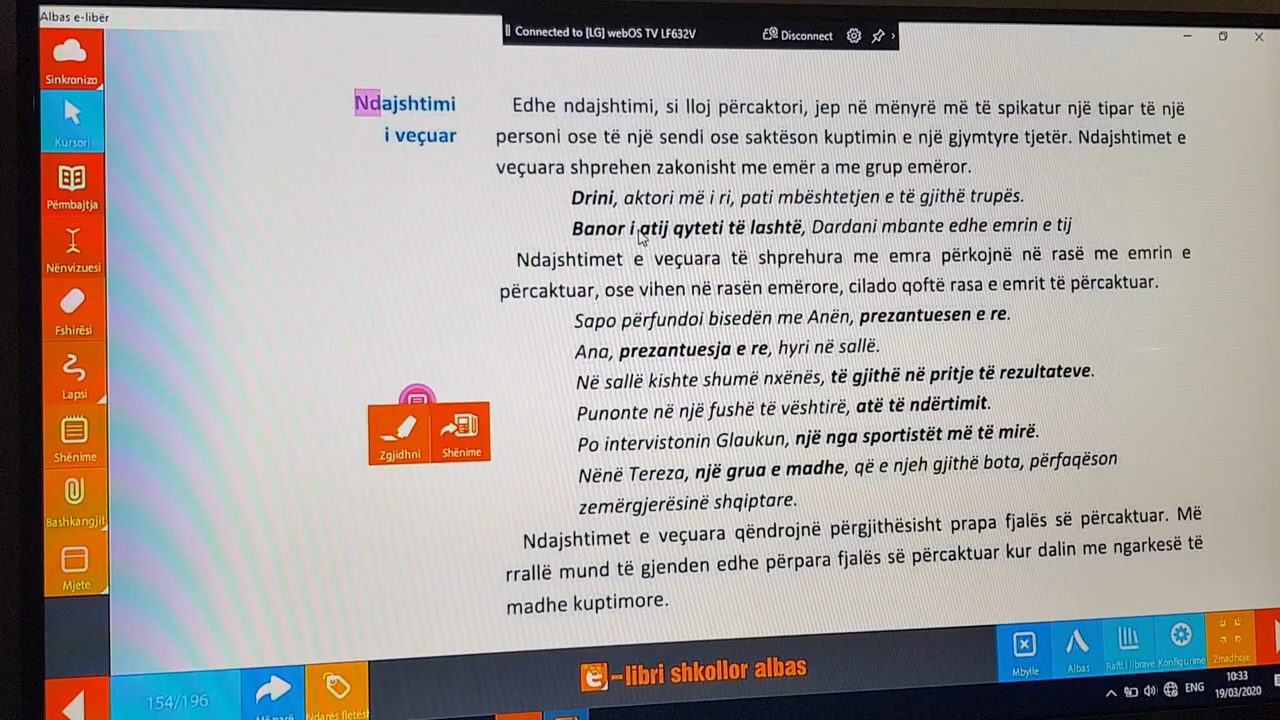 Albas e-libër
Connected to [LG] webOS TV LF632V
Disconnect
Sinkronizo
Kursori
Përmbajtja
Nënvizuesi
Fshirësi
Lapsi
Shënime
Bashkangjit
Mjete
Ndajshtimi
i veçuar
Edhe ndajshtimi, si lloj përcaktori, jep në mënyrë më të spikatur një tipar të një
personi ose të një sendi ose saktëson kuptimin e një gjymtyre tjetër. Ndajshtimet e
veçuara shprehen zakonisht me emër a me grup emëror.
Drini, aktori më i ri, pati mbështetjen e të gjithë trupës.
Banor i atij qyteti të lashtë, Dardani mbante edhe emrin e tij
Ndajshtimet e veçuara të shprehura me emra përkojnë në rasë me emrin e
përcaktuar, ose vihen në rasën emërore, cilado qoftë rasa e emrit të përcaktuar.
Sapo përfundoi bisedën me Anën, prezantuesen e re.
Ana, prezantuesja e re, hyri në sallë.
Në sallë kishte shumë nxënës, të gjithë në pritje të rezultateve.
Punonte në një fushë të vështirë, atë të ndërtimit.
Po intervistonin Glaukun, një nga sportistët më të mirë.
Nënë Tereza, një grua e madhe, që e njeh gjithë bota, përfaqëson
zemërgjerësinë shqiptare.
Ndajshtimet e veçuara qëndrojnë përgjithësisht prapa fjalës së përcaktuar. Më
rrallë mund të gjenden edhe përpara fjalës së përcaktuar kur dalin me ngarkesë të
madhe kuptimore.
Zgjidhni
Shënime
154/196
Ndarës fletësh
e-libri shkollor albas
Mbylle
Albas
Rafti i librave
Konfigurime
Zmadhoje
ENG
10:33
19/03/2020